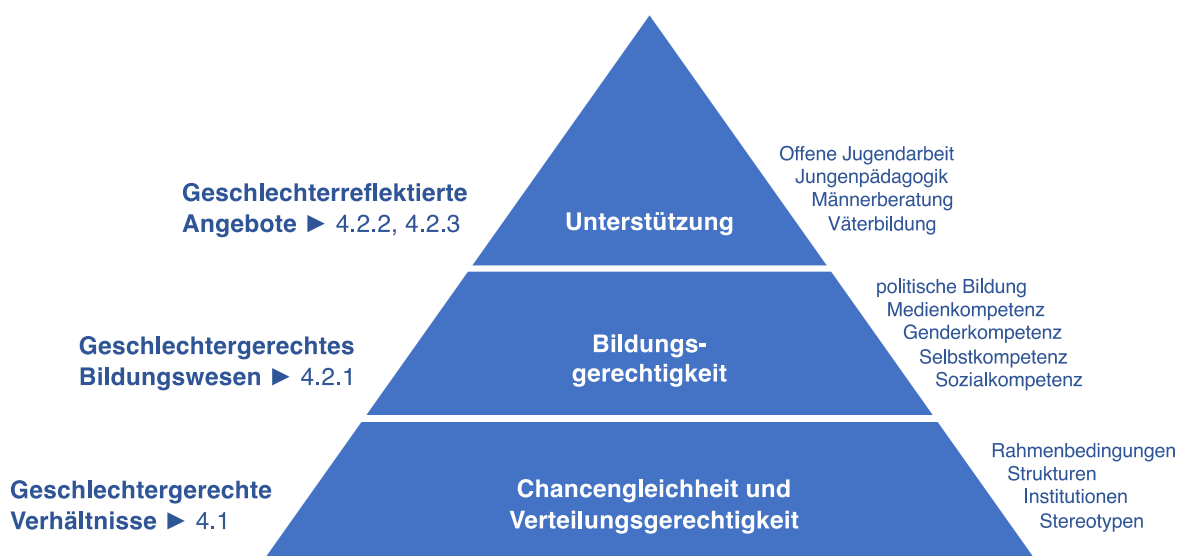 Geschlechterreflektierte
Angebote ► 4.2.2, 4.2.3
Unterstützung
Offene Jugendarbeit
Jungenpädagogik
Männerberatung
Väterbildung
Geschlechtergerechtes
Bildungswesen ► 4.2.1
Bildungs-
gerechtigkeit
politische Bildung
Medienkompetenz
Genderkompetenz
Selbstkompetenz
Sozialkompetenz
Geschlechtergerechte
Verhältnisse ► 4.1
Chancengleichheit und
Verteilungsgerechtigkeit
Rahmenbedingungen
Strukturen
Institutionen
Stereotypen